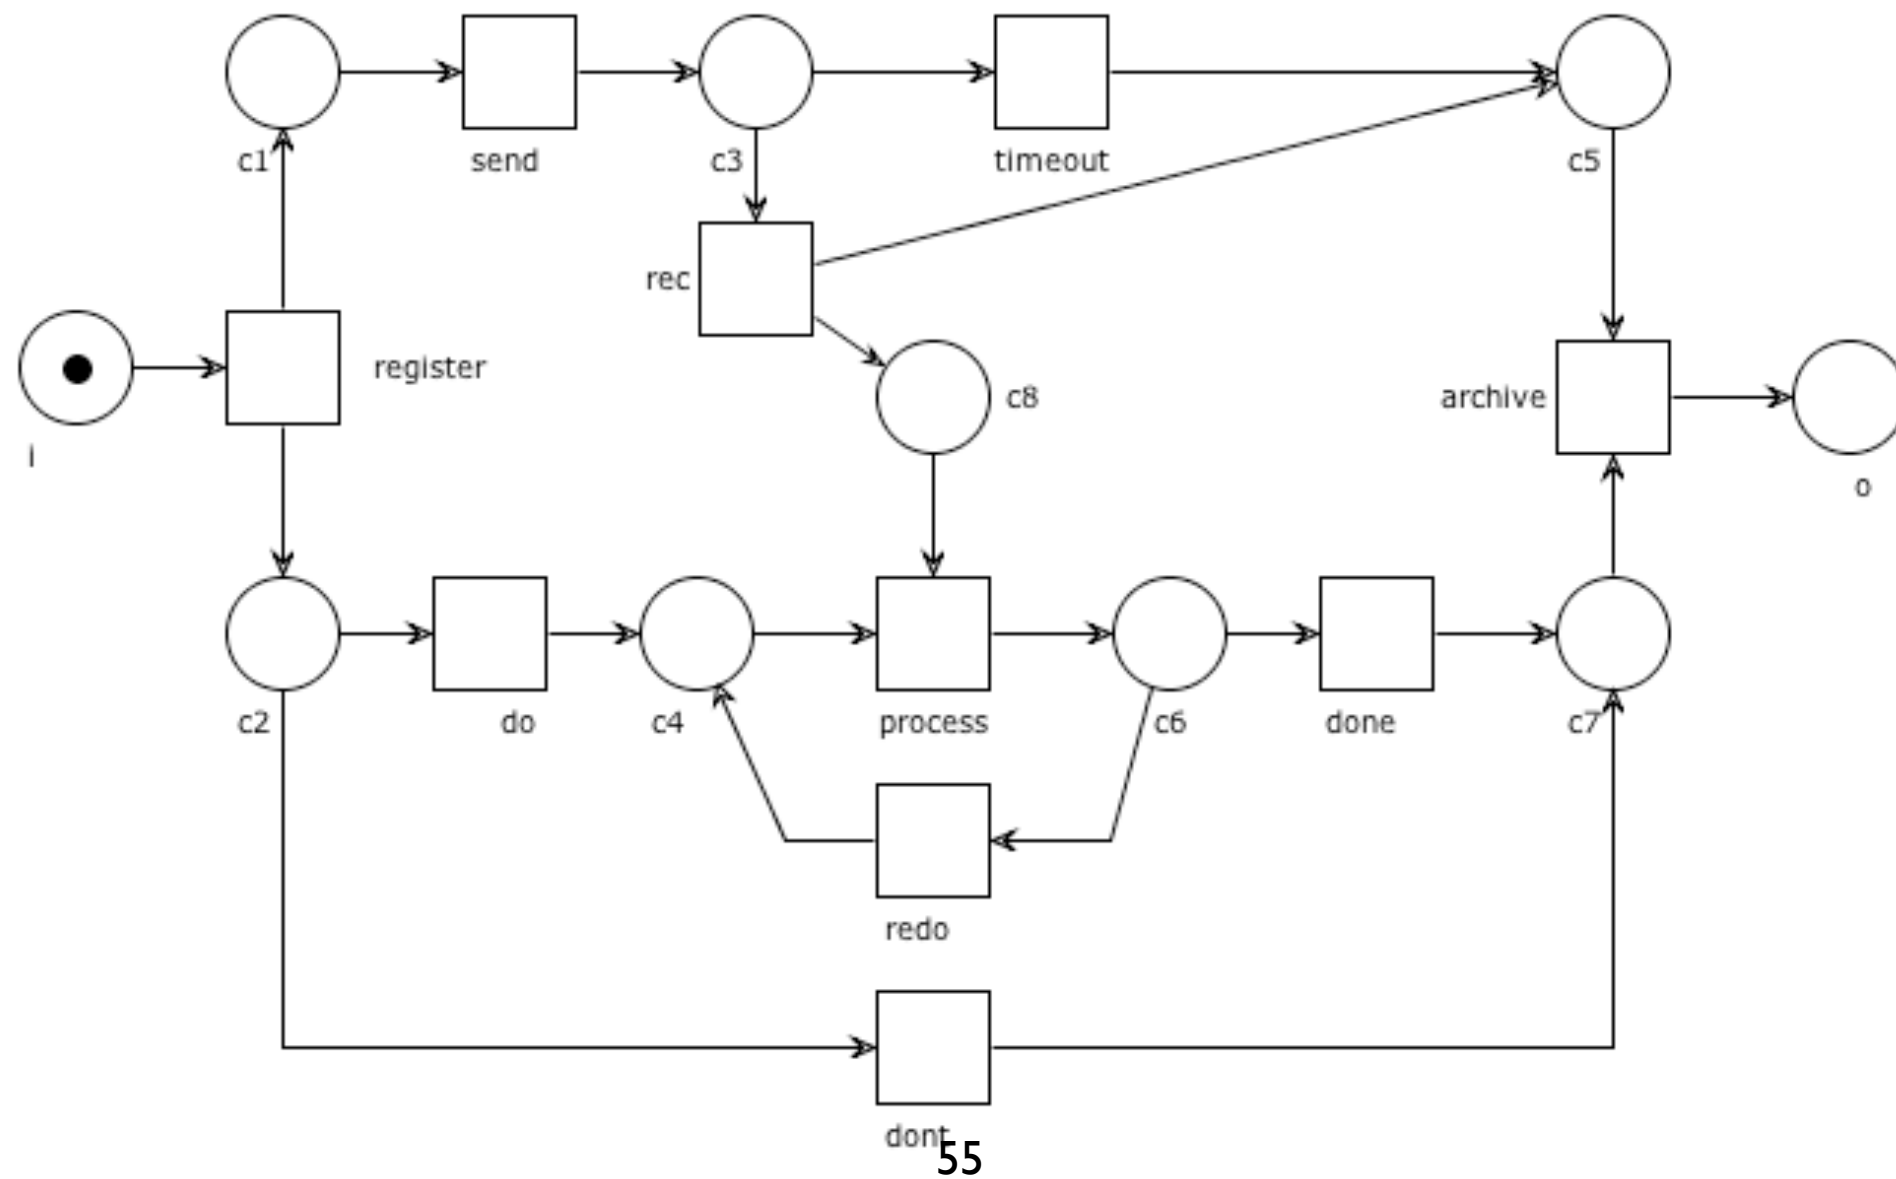 c1
send
c3
timeout
c5
rec
register
c8
archive
i
o
c2
do
c4
process
c6
done
c7
redo
dont
55